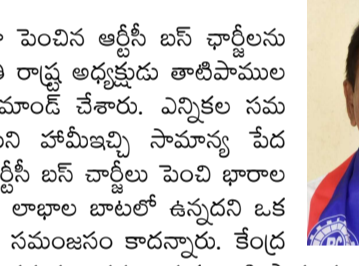 పెంచిన ఆర్టీసీ బస్ ఛార్జీలను
రాష్ట్ర అధ్యక్షుడు తాటిపాముల
మాండ్ చేశారు. ఎన్నికల సమ
హామీఇచ్చి సామాన్య పేద
ర్టీసీ బస్ చార్జీలు పెంచి భారాల
లాభాల బాటలో ఉన్నదని ఒక
సమంజసం కాదన్నారు. కేంద్ర